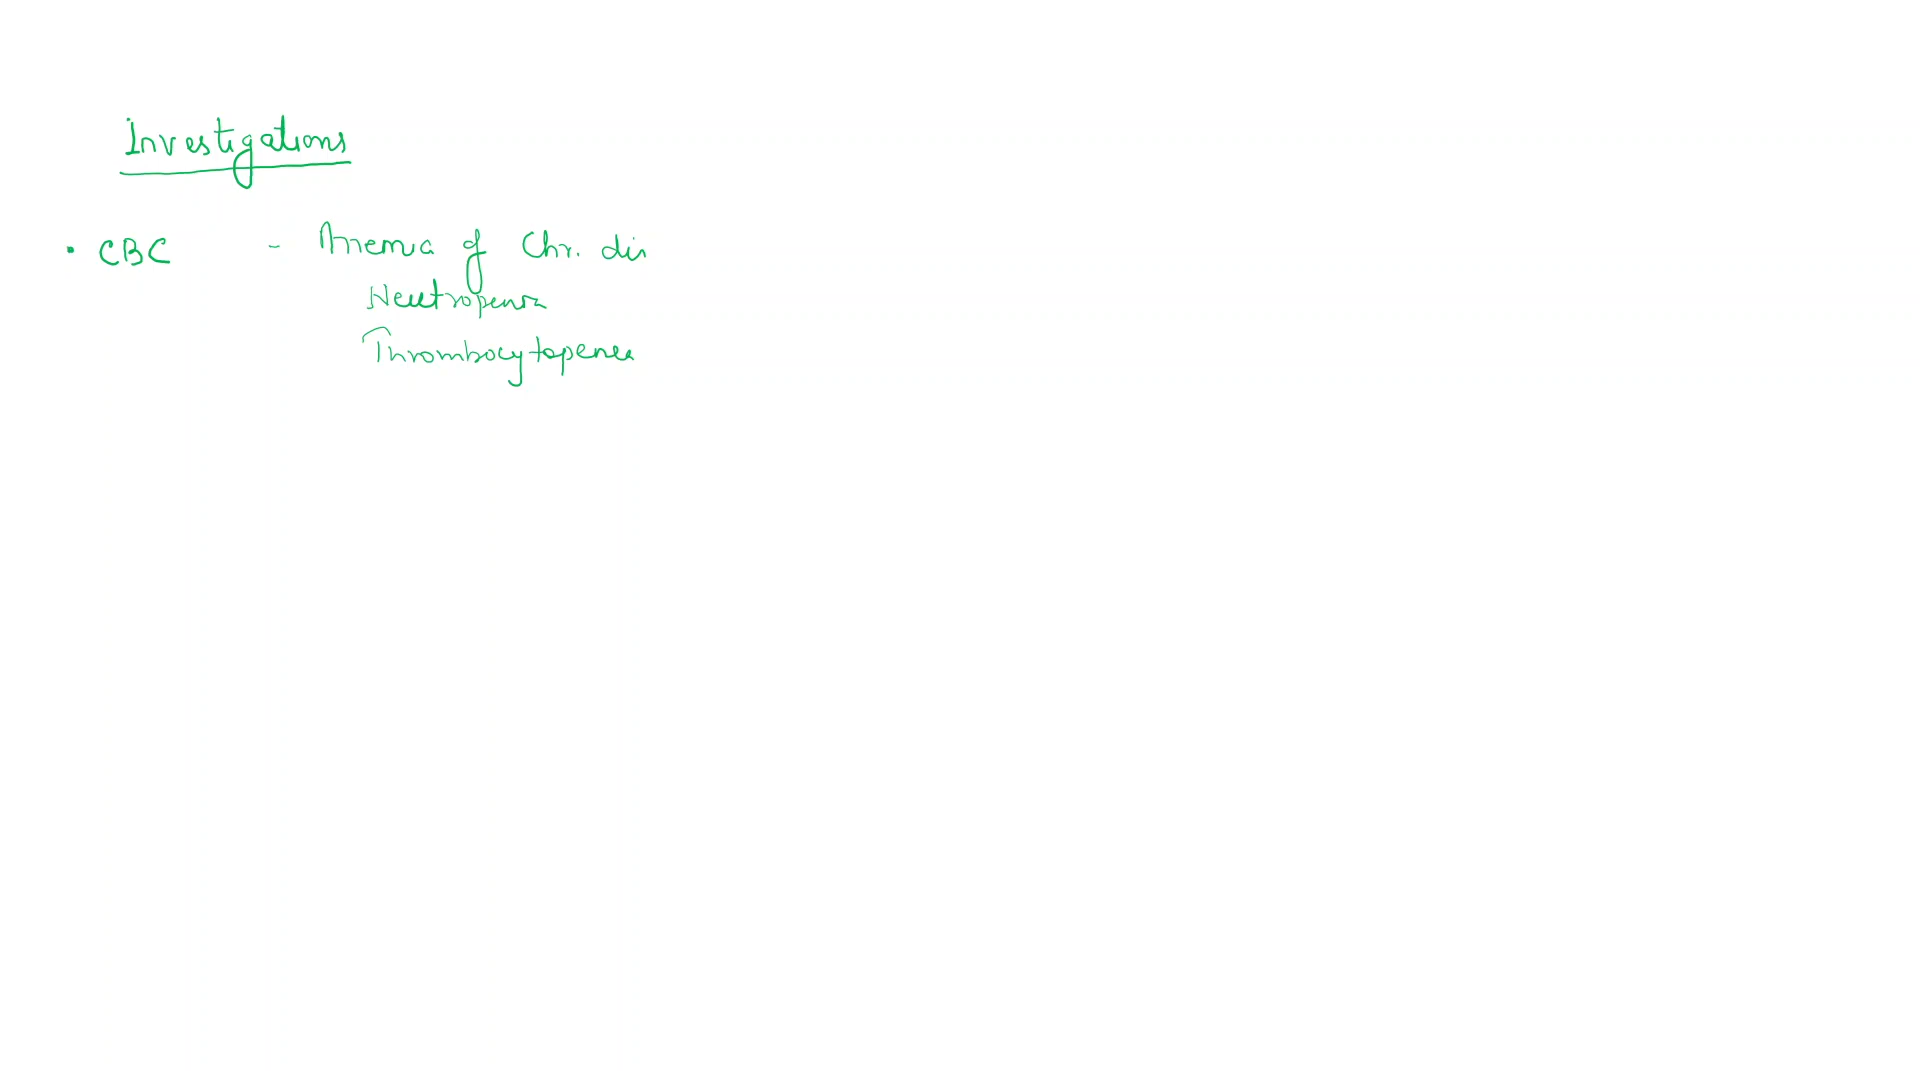 Investigations
• CBC - Anemia of Chr. dis
Neutropenia
Thrombocytopenia